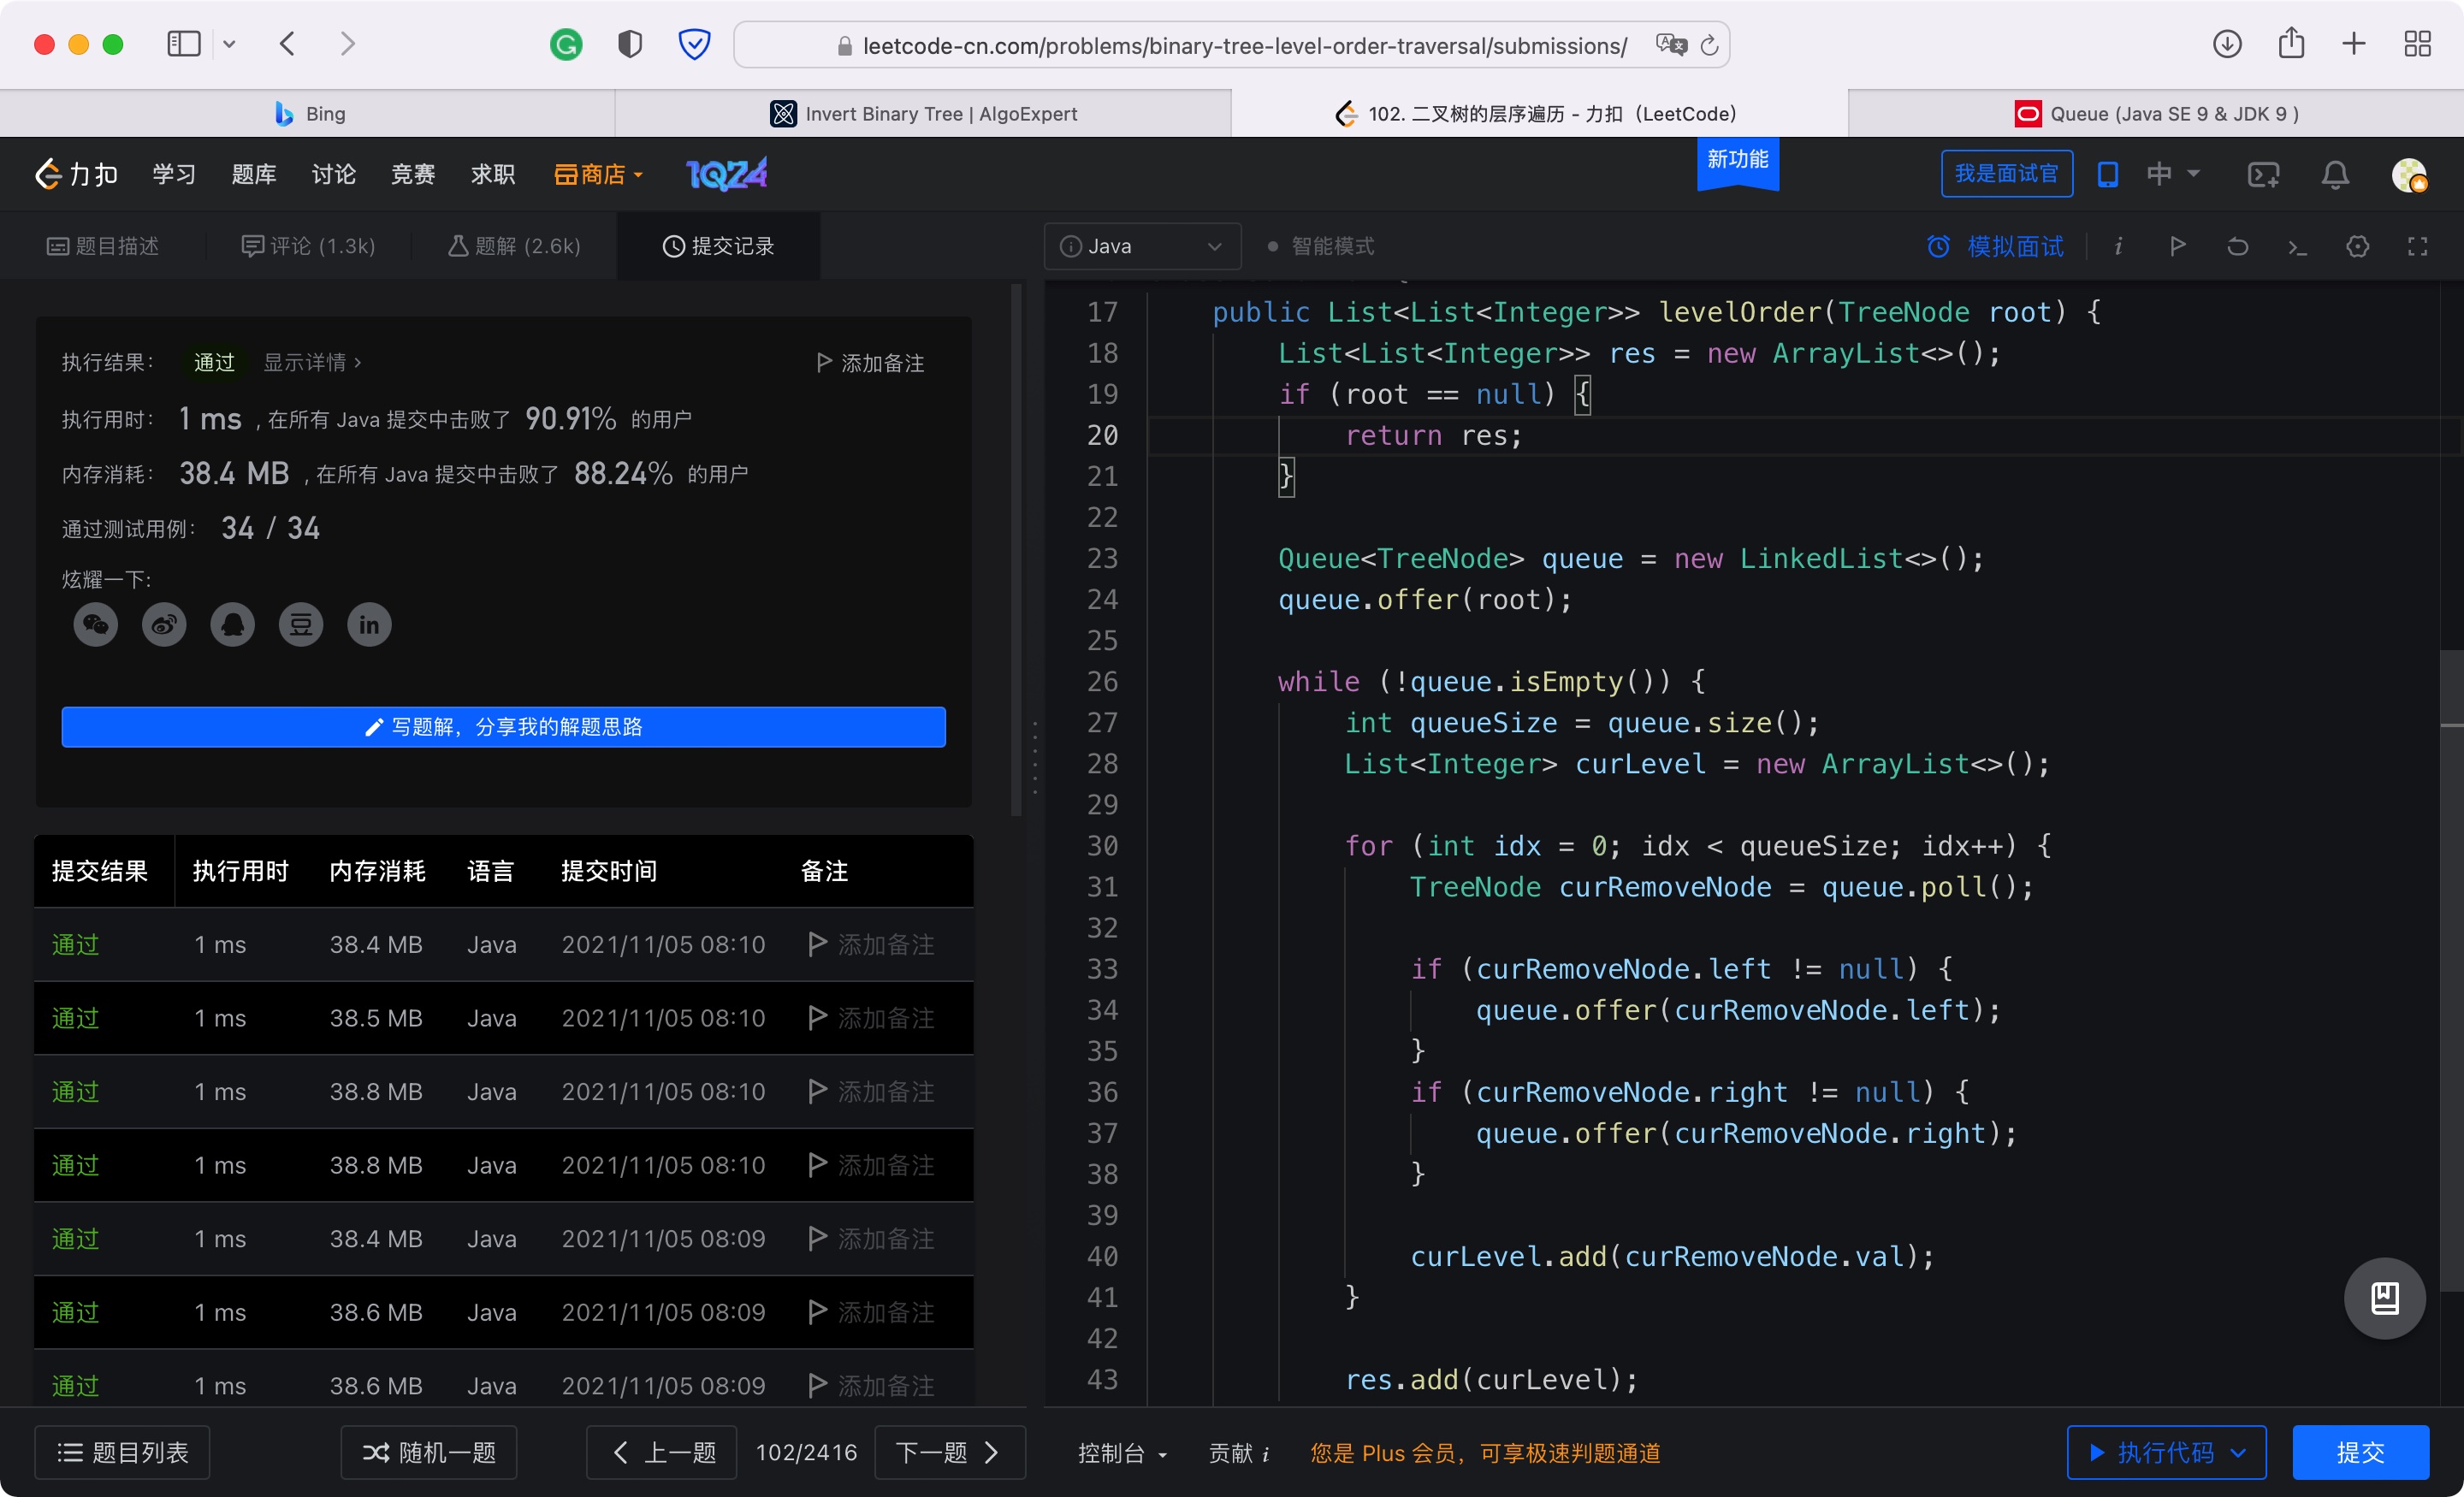 leetcode-cn.com/problems/binary-tree-level-order-traversal/submissions/
Bing
Invert Binary Tree | AlgoExpert
102. 二叉树的层序遍历 - 力扣（LeetCode）
Queue (Java SE 9 & JDK 9 )
力扣 学习 题库 讨论 竞赛 求职 商店 1024 新功能 我是面试官 中
题目描述 评论 (1.3k) 题解 (2.6k) 提交记录
Java 智能模式 模拟面试
执行结果： 通过 显示详情 › 添加备注
执行用时： 1 ms , 在所有 Java 提交中击败了 90.91% 的用户
内存消耗： 38.4 MB , 在所有 Java 提交中击败了 88.24% 的用户
通过测试用例： 34 / 34
炫耀一下:
写题解，分享我的解题思路
提交结果 执行用时 内存消耗 语言 提交时间 备注
通过 1 ms 38.4 MB Java 2021/11/05 08:10 添加备注
通过 1 ms 38.5 MB Java 2021/11/05 08:10 添加备注
通过 1 ms 38.8 MB Java 2021/11/05 08:10 添加备注
通过 1 ms 38.8 MB Java 2021/11/05 08:10 添加备注
通过 1 ms 38.4 MB Java 2021/11/05 08:09 添加备注
通过 1 ms 38.6 MB Java 2021/11/05 08:09 添加备注
通过 1 ms 38.6 MB Java 2021/11/05 08:09 添加备注
17 public List<List<Integer>> levelOrder(TreeNode root) {
18 List<List<Integer>> res = new ArrayList<>();
19 if (root == null) {
20 return res;
21 }
22
23 Queue<TreeNode> queue = new LinkedList<>();
24 queue.offer(root);
25
26 while (!queue.isEmpty()) {
27 int queueSize = queue.size();
28 List<Integer> curLevel = new ArrayList<>();
29
30 for (int idx = 0; idx < queueSize; idx++) {
31 TreeNode curRemoveNode = queue.poll();
32
33 if (curRemoveNode.left != null) {
34 queue.offer(curRemoveNode.left);
35 }
36 if (curRemoveNode.right != null) {
37 queue.offer(curRemoveNode.right);
38 }
39
40 curLevel.add(curRemoveNode.val);
41 }
42
43 res.add(curLevel);
题目列表 随机一题 上一题 102/2416 下一题 控制台 贡献 i 您是 Plus 会员，可享极速判题通道 执行代码 提交